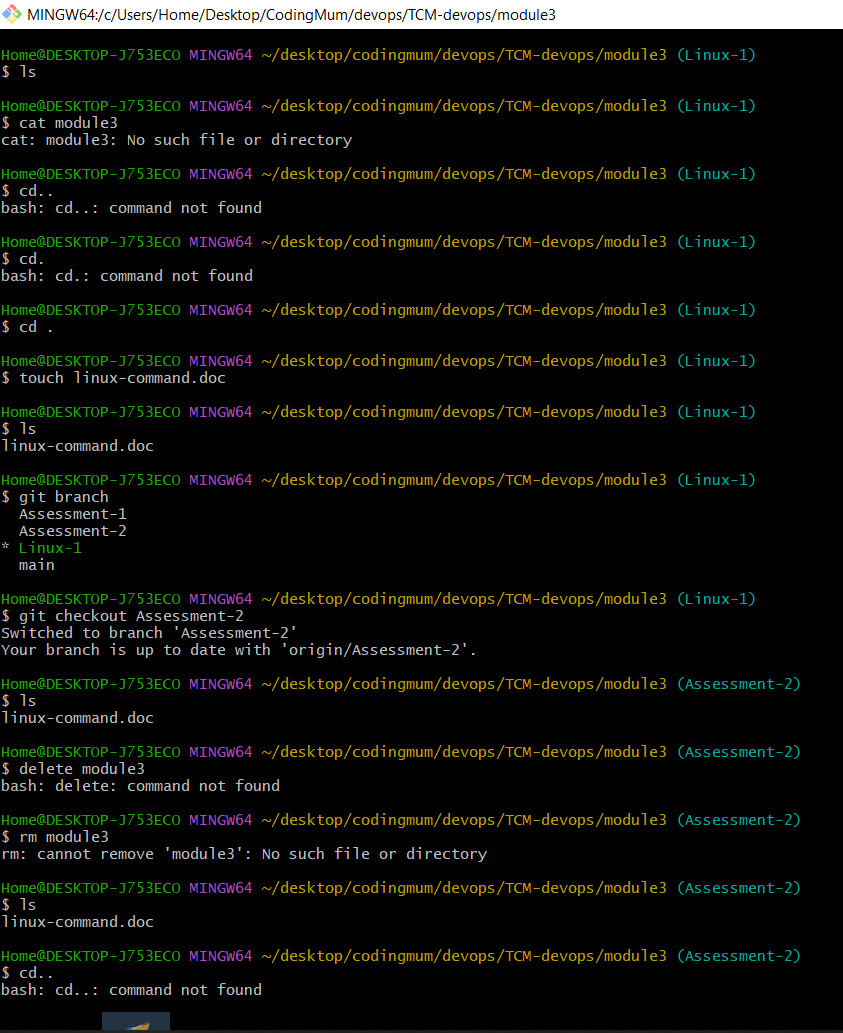 MINGW64:/c/Users/Home/Desktop/CodingMum/devops/TCM-devops/module3
Home@DESKTOP-J753ECO MINGW64 ~/desktop/codingmum/devops/TCM-devops/module3 (Linux-1)
$ ls
Home@DESKTOP-J753ECO MINGW64 ~/desktop/codingmum/devops/TCM-devops/module3 (Linux-1)
$ cat module3
cat: module3: No such file or directory
Home@DESKTOP-J753ECO MINGW64 ~/desktop/codingmum/devops/TCM-devops/module3 (Linux-1)
$ cd..
bash: cd..: command not found
Home@DESKTOP-J753ECO MINGW64 ~/desktop/codingmum/devops/TCM-devops/module3 (Linux-1)
$ cd.
bash: cd.: command not found
Home@DESKTOP-J753ECO MINGW64 ~/desktop/codingmum/devops/TCM-devops/module3 (Linux-1)
$ cd .
Home@DESKTOP-J753ECO MINGW64 ~/desktop/codingmum/devops/TCM-devops/module3 (Linux-1)
$ touch linux-command.doc
Home@DESKTOP-J753ECO MINGW64 ~/desktop/codingmum/devops/TCM-devops/module3 (Linux-1)
$ ls
linux-command.doc
Home@DESKTOP-J753ECO MINGW64 ~/desktop/codingmum/devops/TCM-devops/module3 (Linux-1)
$ git branch
Assessment-1
Assessment-2
* Linux-1
main
Home@DESKTOP-J753ECO MINGW64 ~/desktop/codingmum/devops/TCM-devops/module3 (Linux-1)
$ git checkout Assessment-2
Switched to branch 'Assessment-2'
Your branch is up to date with 'origin/Assessment-2'.
Home@DESKTOP-J753ECO MINGW64 ~/desktop/codingmum/devops/TCM-devops/module3 (Assessment-2)
$ ls
linux-command.doc
Home@DESKTOP-J753ECO MINGW64 ~/desktop/codingmum/devops/TCM-devops/module3 (Assessment-2)
$ delete module3
bash: delete: command not found
Home@DESKTOP-J753ECO MINGW64 ~/desktop/codingmum/devops/TCM-devops/module3 (Assessment-2)
$ rm module3
rm: cannot remove 'module3': No such file or directory
Home@DESKTOP-J753ECO MINGW64 ~/desktop/codingmum/devops/TCM-devops/module3 (Assessment-2)
$ ls
linux-command.doc
Home@DESKTOP-J753ECO MINGW64 ~/desktop/codingmum/devops/TCM-devops/module3 (Assessment-2)
$ cd..
bash: cd..: command not found